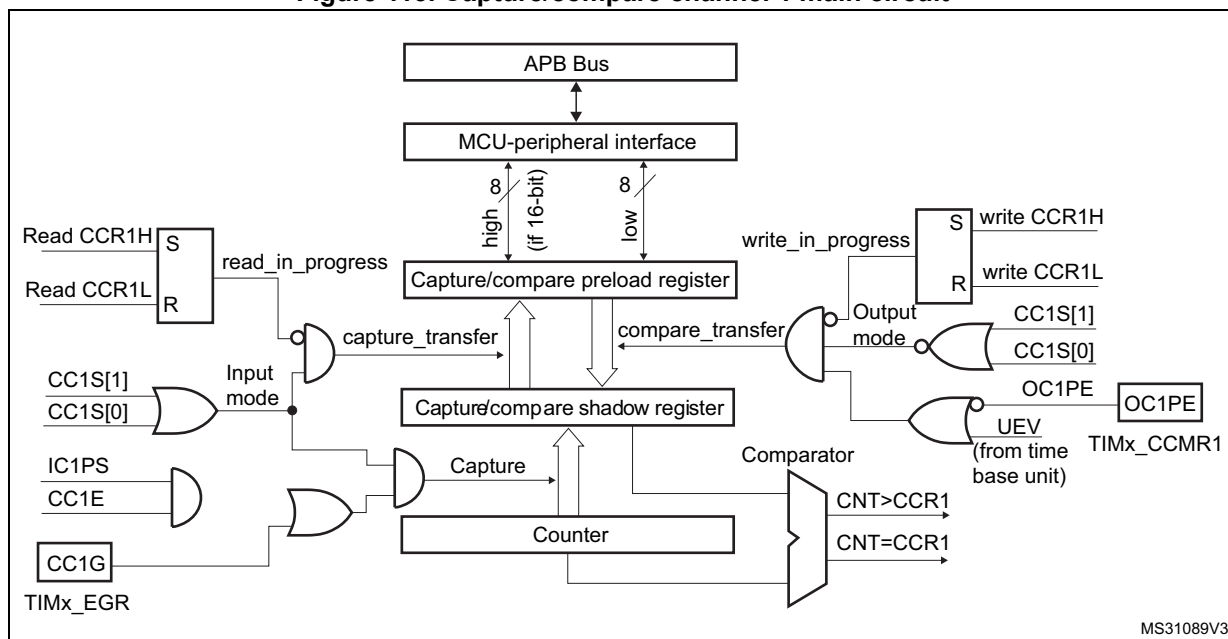 APB Bus
MCU-peripheral interface
8
high
(if 16-bit)
8
low
Read CCR1H
S
read_in_progress
Read CCR1L
R
write_in_progress
S
write CCR1H
R
write CCR1L
Capture/compare preload register
capture_transfer
compare_transfer
Output
mode
CC1S[1]
CC1S[0]
CC1S[1]
CC1S[0]
Input
mode
Capture/compare shadow register
OC1PE
OC1PE
UEV
(from time
base unit)
TIMx_CCMR1
IC1PS
CC1E
Capture
Comparator
CNT>CCR1
CNT=CCR1
Counter
CC1G
TIMx_EGR
MS31089V3